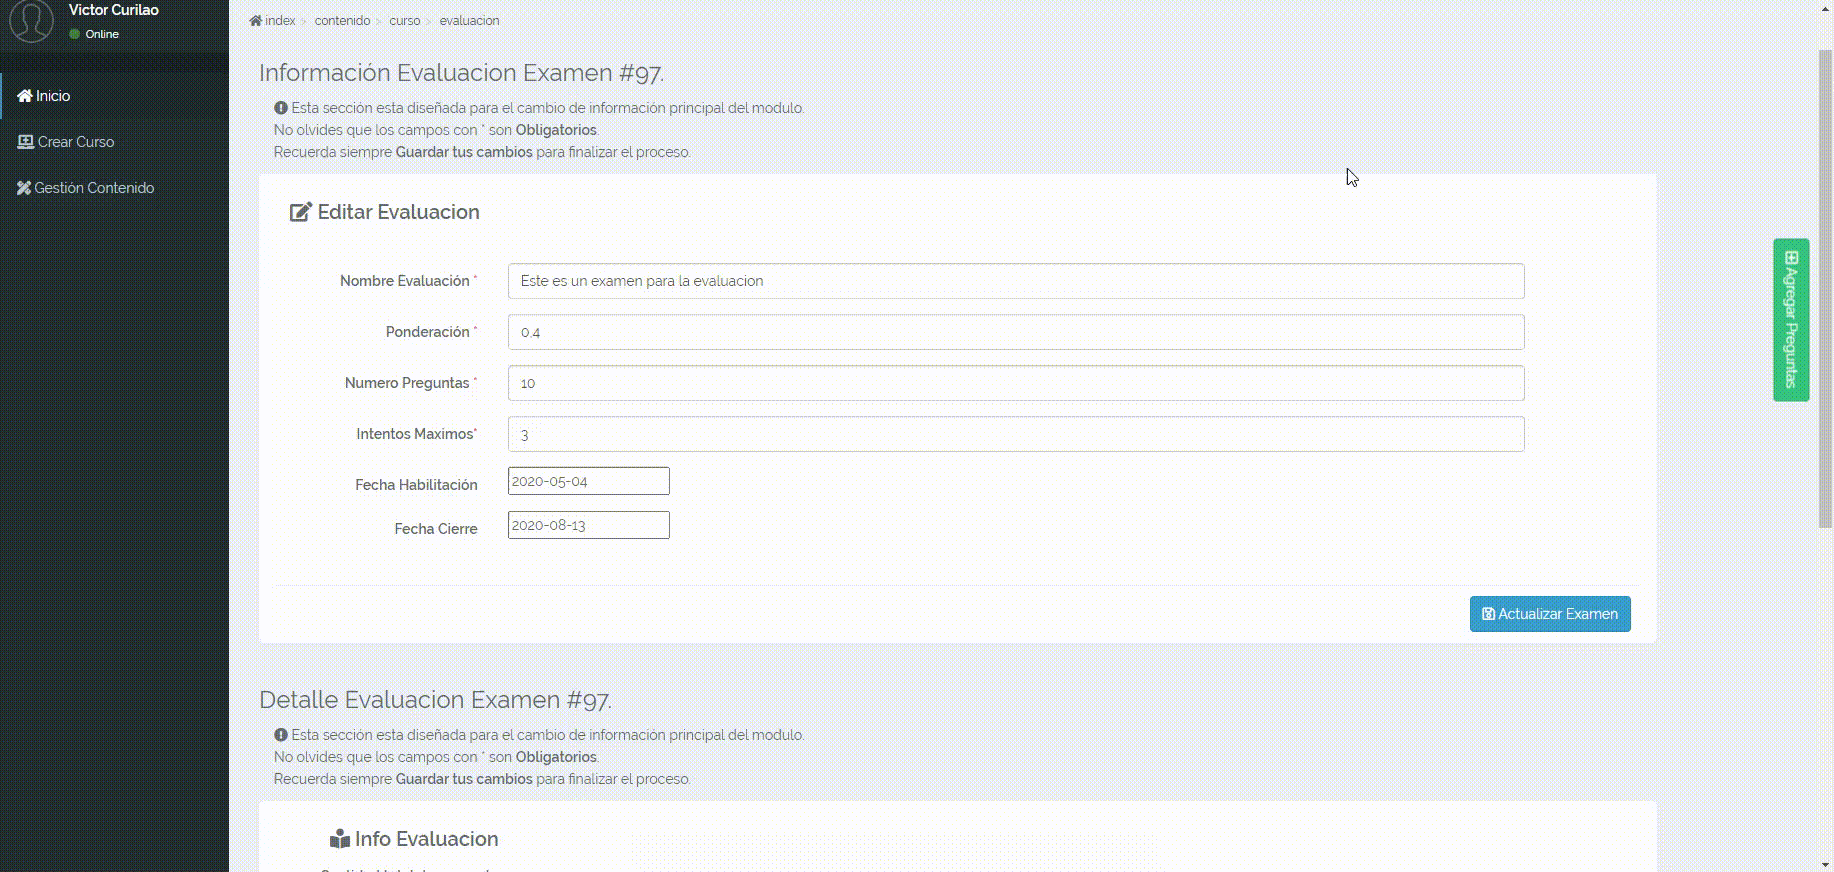 Victor Curilao
Online
Inicio
Crear Curso
Gestión Contenido
index > contenido > curso > evaluacion
Información Evaluacion Examen #97.
Esta sección esta diseñada para el cambio de información principal del modulo.
No olvides que los campos con * son Obligatorios.
Recuerda siempre Guardar tus cambios para finalizar el proceso.
Editar Evaluacion
Nombre Evaluación *
Este es un examen para la evaluacion
Ponderación *
0.4
Numero Preguntas *
10
Intentos Maximos*
3
Fecha Habilitación
2020-05-04
Fecha Cierre
2020-08-13
Actualizar Examen
Agregar Preguntas
Detalle Evaluacion Examen #97.
Esta sección esta diseñada para el cambio de información principal del modulo.
No olvides que los campos con * son Obligatorios.
Recuerda siempre Guardar tus cambios para finalizar el proceso.
Info Evaluacion